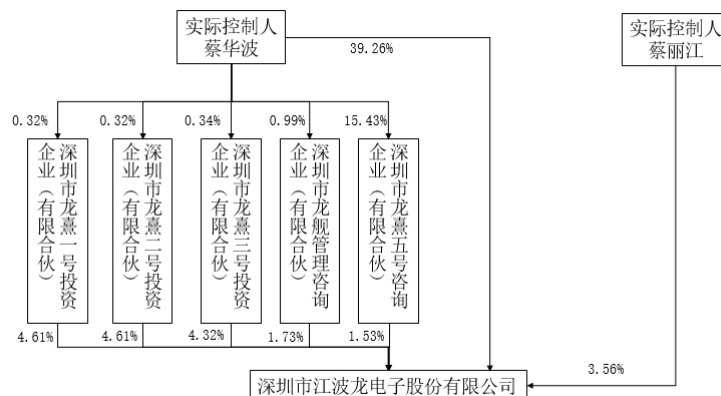 实际控制人
蔡华波
实际控制人
蔡丽江
39.26%
0.32%
0.32%
0.34%
0.99%
15.43%
深圳市龙熹一号投资
企业（有限合伙）
深圳市龙熹二号投资
企业（有限合伙）
深圳市龙熹三号投资
企业（有限合伙）
深圳市龙舰管理咨询
企业（有限合伙）
深圳市龙熹五号咨询
企业（有限合伙）
4.61%
4.61%
4.32%
1.73%
1.53%
3.56%
深圳市江波龙电子股份有限公司